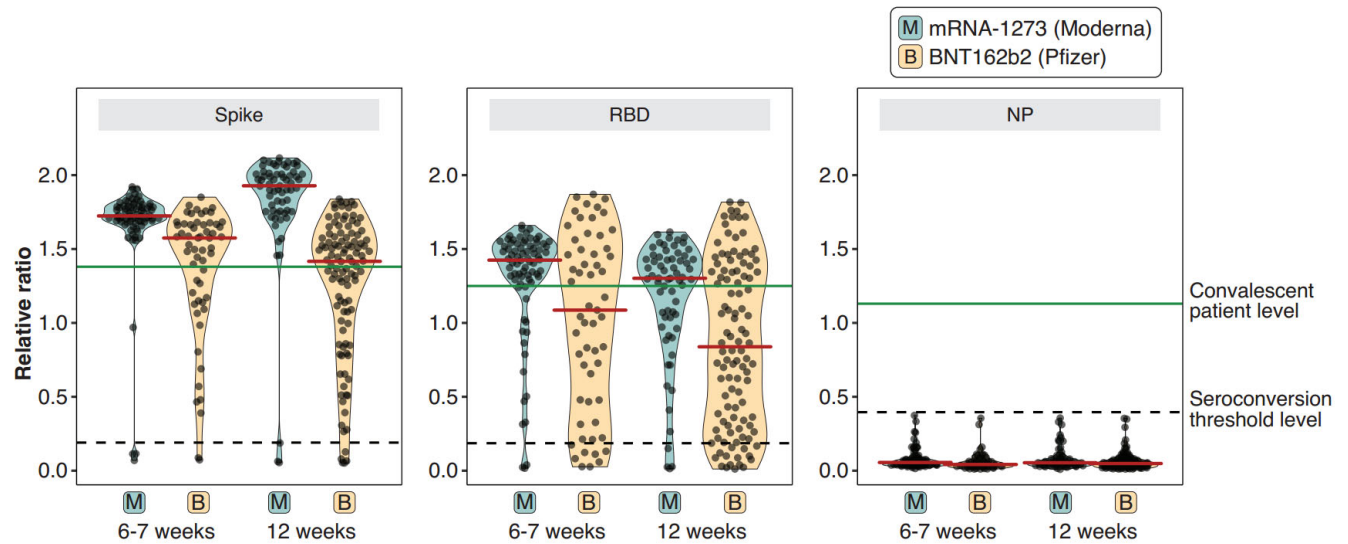 M mRNA-1273 (Moderna)
B BNT162b2 (Pfizer)
Spike
RBD
NP
Relative ratio
2.0
1.5
1.0
0.5
0.0
2.0
1.5
1.0
0.5
0.0
2.0
1.5
1.0
0.5
0.0
Convalescent
patient level
Seroconversion
threshold level
M B M B
6-7 weeks 12 weeks
M B M B
6-7 weeks 12 weeks
M B M B
6-7 weeks 12 weeks